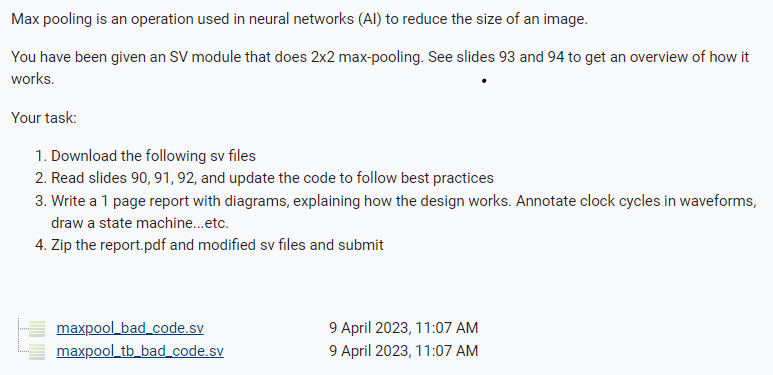 Max pooling is an operation used in neural networks (AI) to reduce the size of an image.
You have been given an SV module that does 2x2 max-pooling. See slides 93 and 94 to get an overview of how it
works.
Your task:
1. Download the following sv files
2. Read slides 90, 91, 92, and update the code to follow best practices
3. Write a 1 page report with diagrams, explaining how the design works. Annotate clock cycles in waveforms,
draw a state machine...etc.
4. Zip the report.pdf and modified sv files and submit
maxpool_bad_code.sv 9 April 2023, 11:07 AM
maxpool_tb_bad_code.sv 9 April 2023, 11:07 AM